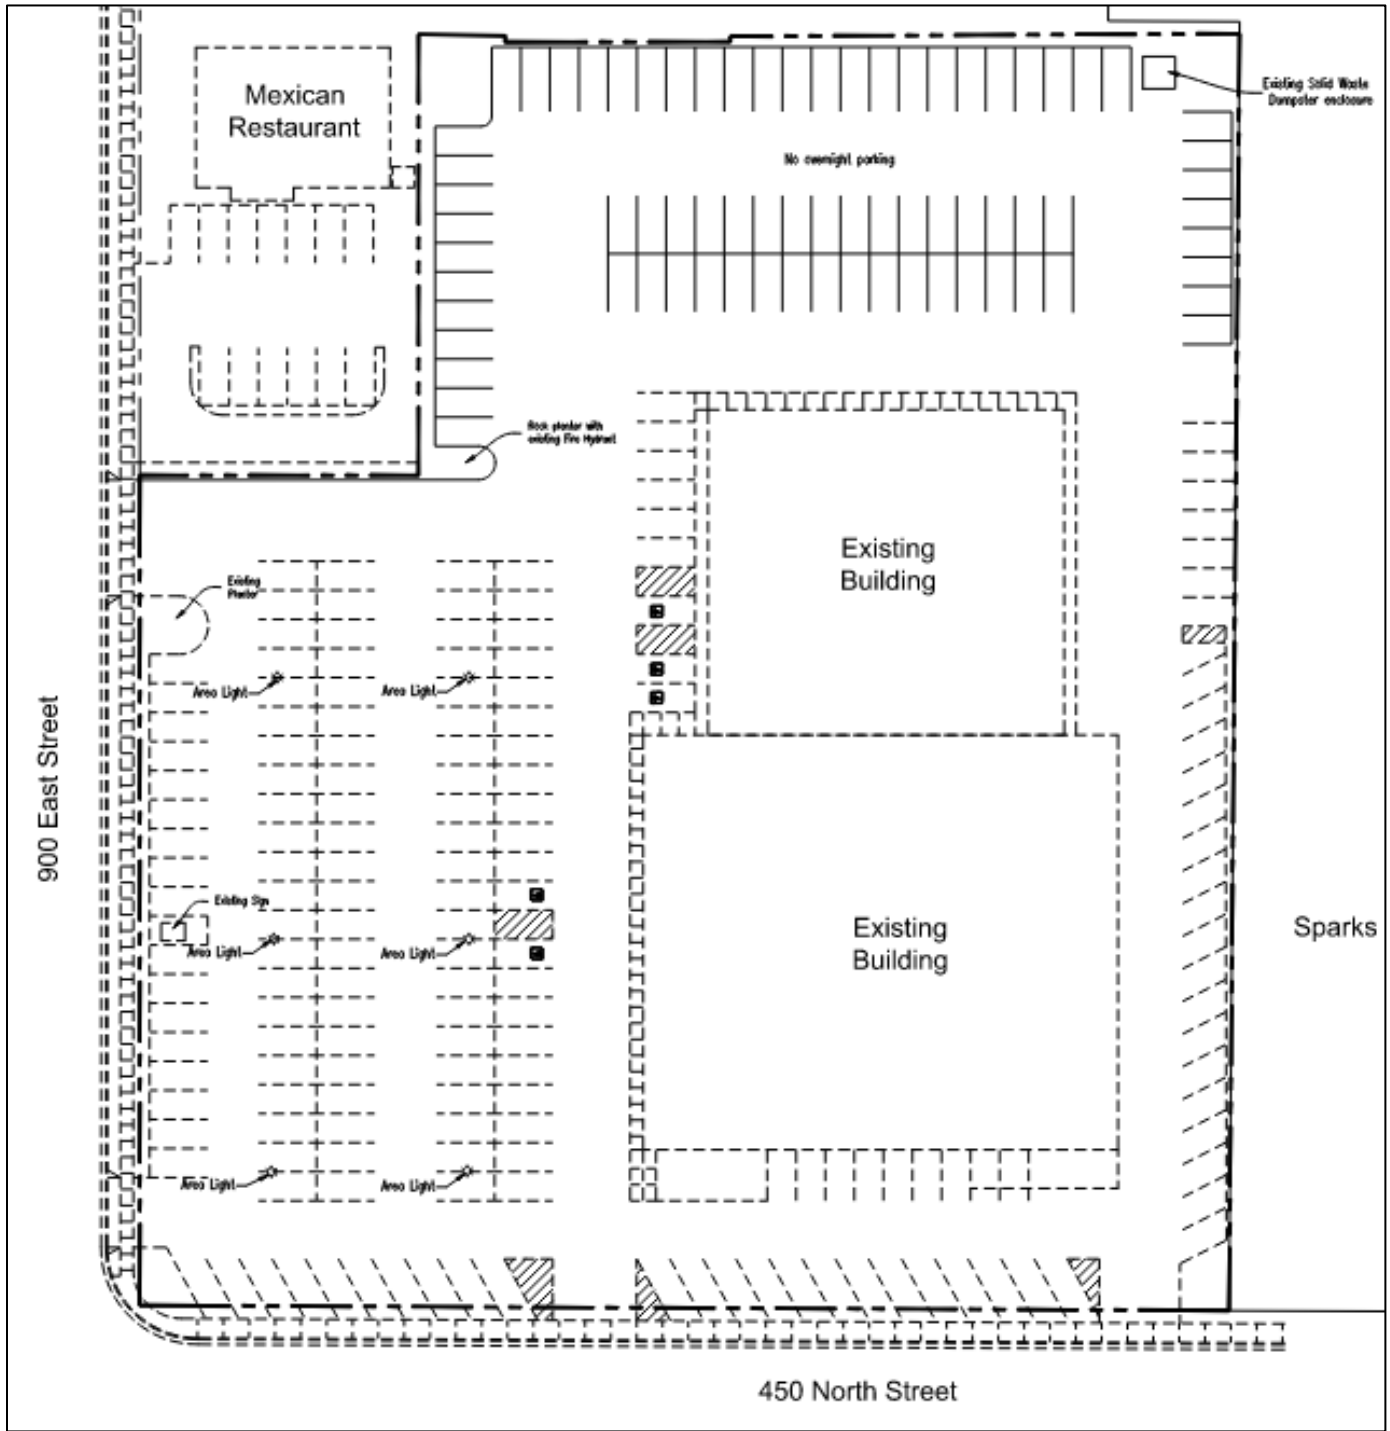 Mexican
Restaurant
Existing Solid Waste
Dumpster enclosure
No overnight parking
Rock planter with
existing Fire Hydrant
Existing
Building
Existing
Planter
Area Light
Area Light
900 East Street
Existing Sign
Area Light
Area Light
Existing
Building
Sparks
Area Light
Area Light
450 North Street